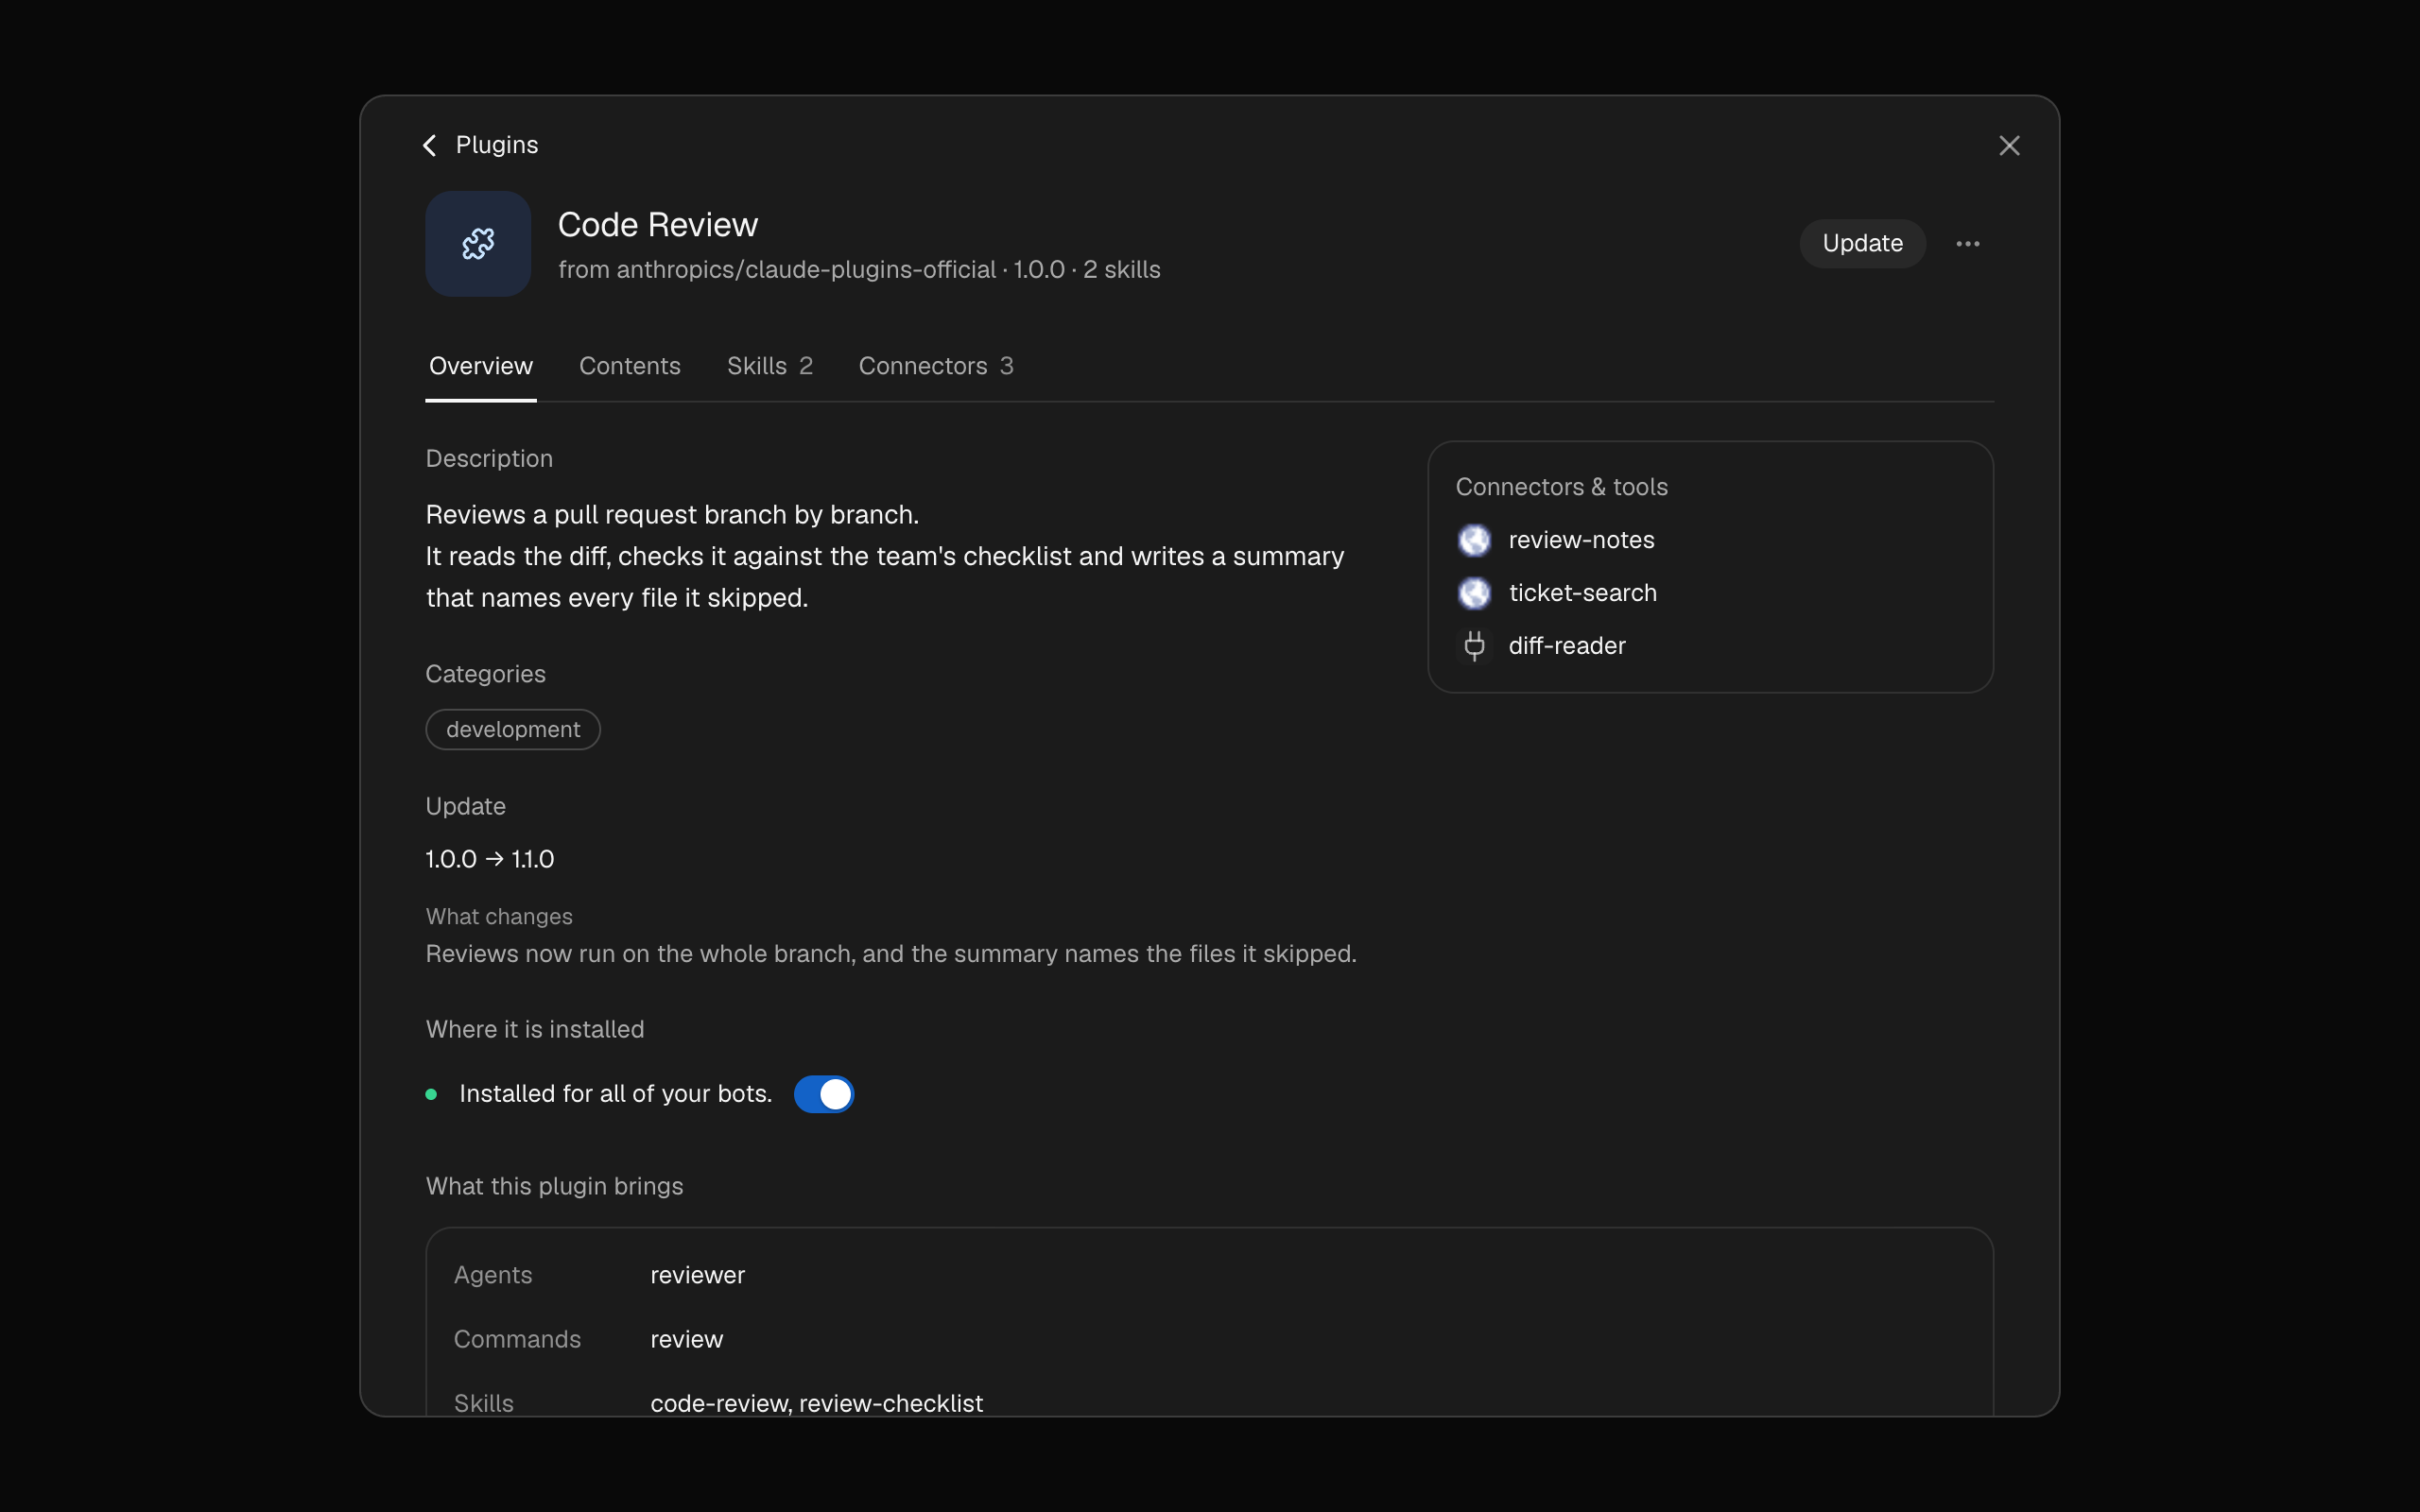 Plugins
Code Review
from anthropics/claude-plugins-official · 1.0.0 · 2 skills
Update
Overview
Contents
Skills 2
Connectors 3
Description
Reviews a pull request branch by branch.
It reads the diff, checks it against the team's checklist and writes a summary
that names every file it skipped.
Connectors & tools
review-notes
ticket-search
diff-reader
Categories
development
Update
1.0.0 → 1.1.0
What changes
Reviews now run on the whole branch, and the summary names the files it skipped.
Where it is installed
Installed for all of your bots.
What this plugin brings
Agents reviewer
Commands review
Skills code-review, review-checklist